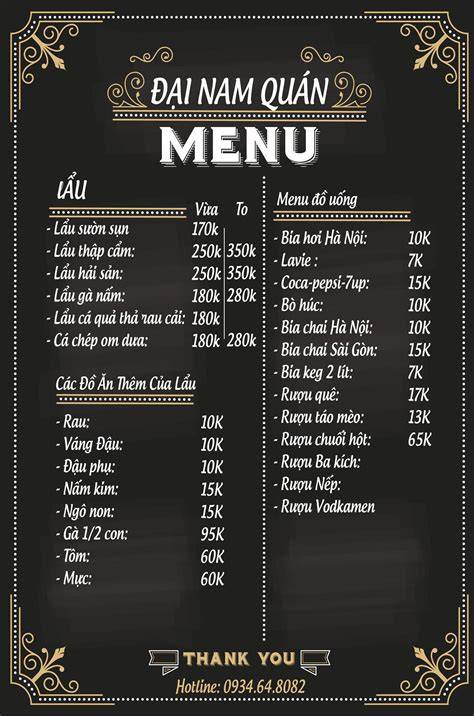 ĐẠI NAM QUÁN
MENU
LẨU
Vừa To
- Lẩu sườn sụn 170k
- Lẩu thập cẩm: 250k 350k
- Lẩu hải sản: 250k 350k
- Lẩu gà nấm: 180k 280k
- Lẩu cá quả thả rau cải: 180k
- Cá chép om dưa: 180k 280k
Các Đồ Ăn Thêm Của Lẩu
- Rau: 10K
- Váng Đậu: 10K
- Đậu phụ: 10K
- Nấm kim: 15K
- Ngô non: 15K
- Gà 1/2 con: 95K
- Tôm: 60K
- Mực: 60K
Menu đồ uống
- Bia hơi Hà Nội: 10K
- Lavie : 7K
- Coca-pepsi-7up: 15K
- Bò húc: 10K
- Bia chai Hà Nội: 10K
- Bia chai Sài Gòn: 15K
- Bia keg 2 lít: 7K
- Rượu quê: 17K
- Rượu táo mèo: 13K
- Rượu chuối hột: 65K
- Rượu Ba kích:
- Rượu Nếp:
- Rượu Vodkamen
THANK YOU
Hotline: 0934.64.8082